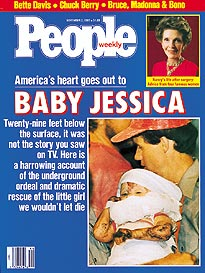 Bette Davis • Chuck Berry • Bruce, Madonna & Bono
People
weekly
Nancy's life after surgery:
Advice from four famous women
America's heart goes out to
BABY JESSICA
Twenty-nine feet below
the surface, it was
not the story you saw
on TV. Here is
a harrowing account
of the underground
ordeal and dramatic
rescue of the little girl
we wouldn't let die